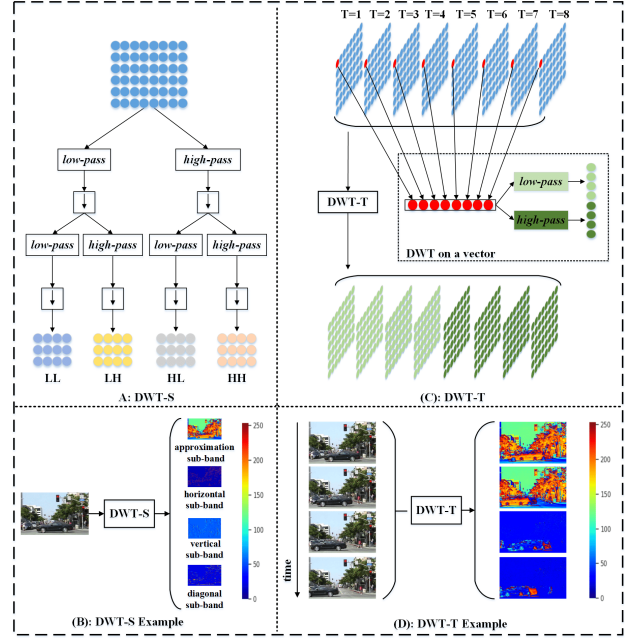 T=1 T=2 T=3 T=4 T=5 T=6 T=7 T=8
low-pass
high-pass
low-pass
high-pass
low-pass
high-pass
LL
LH
HL
HH
A: DWT-S
DWT-T
low-pass
high-pass
DWT on a vector
(C): DWT-T
DWT-S
approximation
sub-band
horizontal
sub-band
vertical
sub-band
diagonal
sub-band
250
200
150
100
50
0
(B): DWT-S Example
time
DWT-T
250
200
150
100
50
0
(D): DWT-T Example